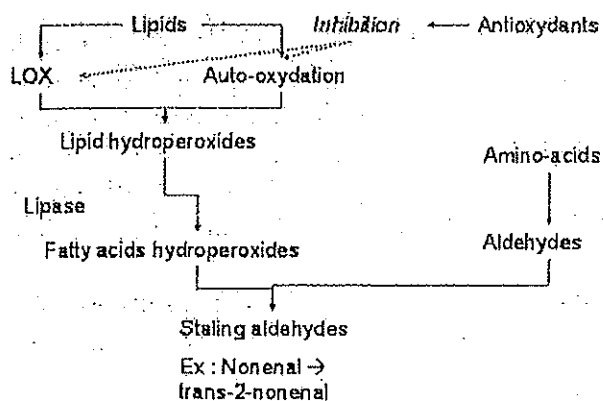 Lipids Inhibition Antioxydants
LOX Auto-oxydation
Lipid hydroperoxides
Amino-acids
Lipase
Fatty acids hydroperoxides Aldehydes
Staling aldehydes
Ex : Nonenal →
trans-2-nonenal